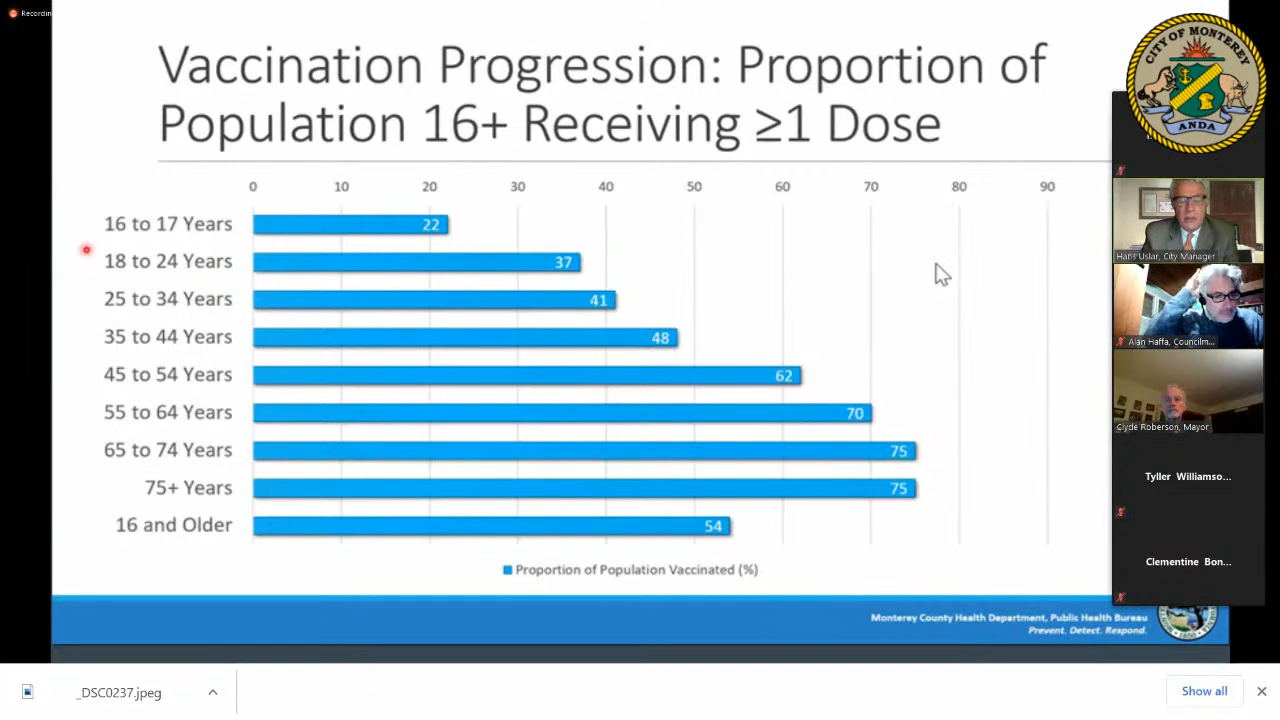 Recordin
Vaccination Progression: Proportion of
Population 16+ Receiving ≥1 Dose
0 10 20 30 40 50 60 70 80 90
16 to 17 Years 22
18 to 24 Years 37
25 to 34 Years 41
35 to 44 Years 48
45 to 54 Years 62
55 to 64 Years 70
65 to 74 Years 75
75+ Years 75
16 and Older 54
Proportion of Population Vaccinated (%)
Monterey County Health Department, Public Health Bureau
Prevent. Detect. Respond.
CITY OF MONTEREY
ANDA
Hans Uslar, City Manager
Alan Haffa, Councilm...
Clyde Roberson, Mayor
Tyller Williamso...
Clementine Bon...
_DSC0237.jpeg
Show all